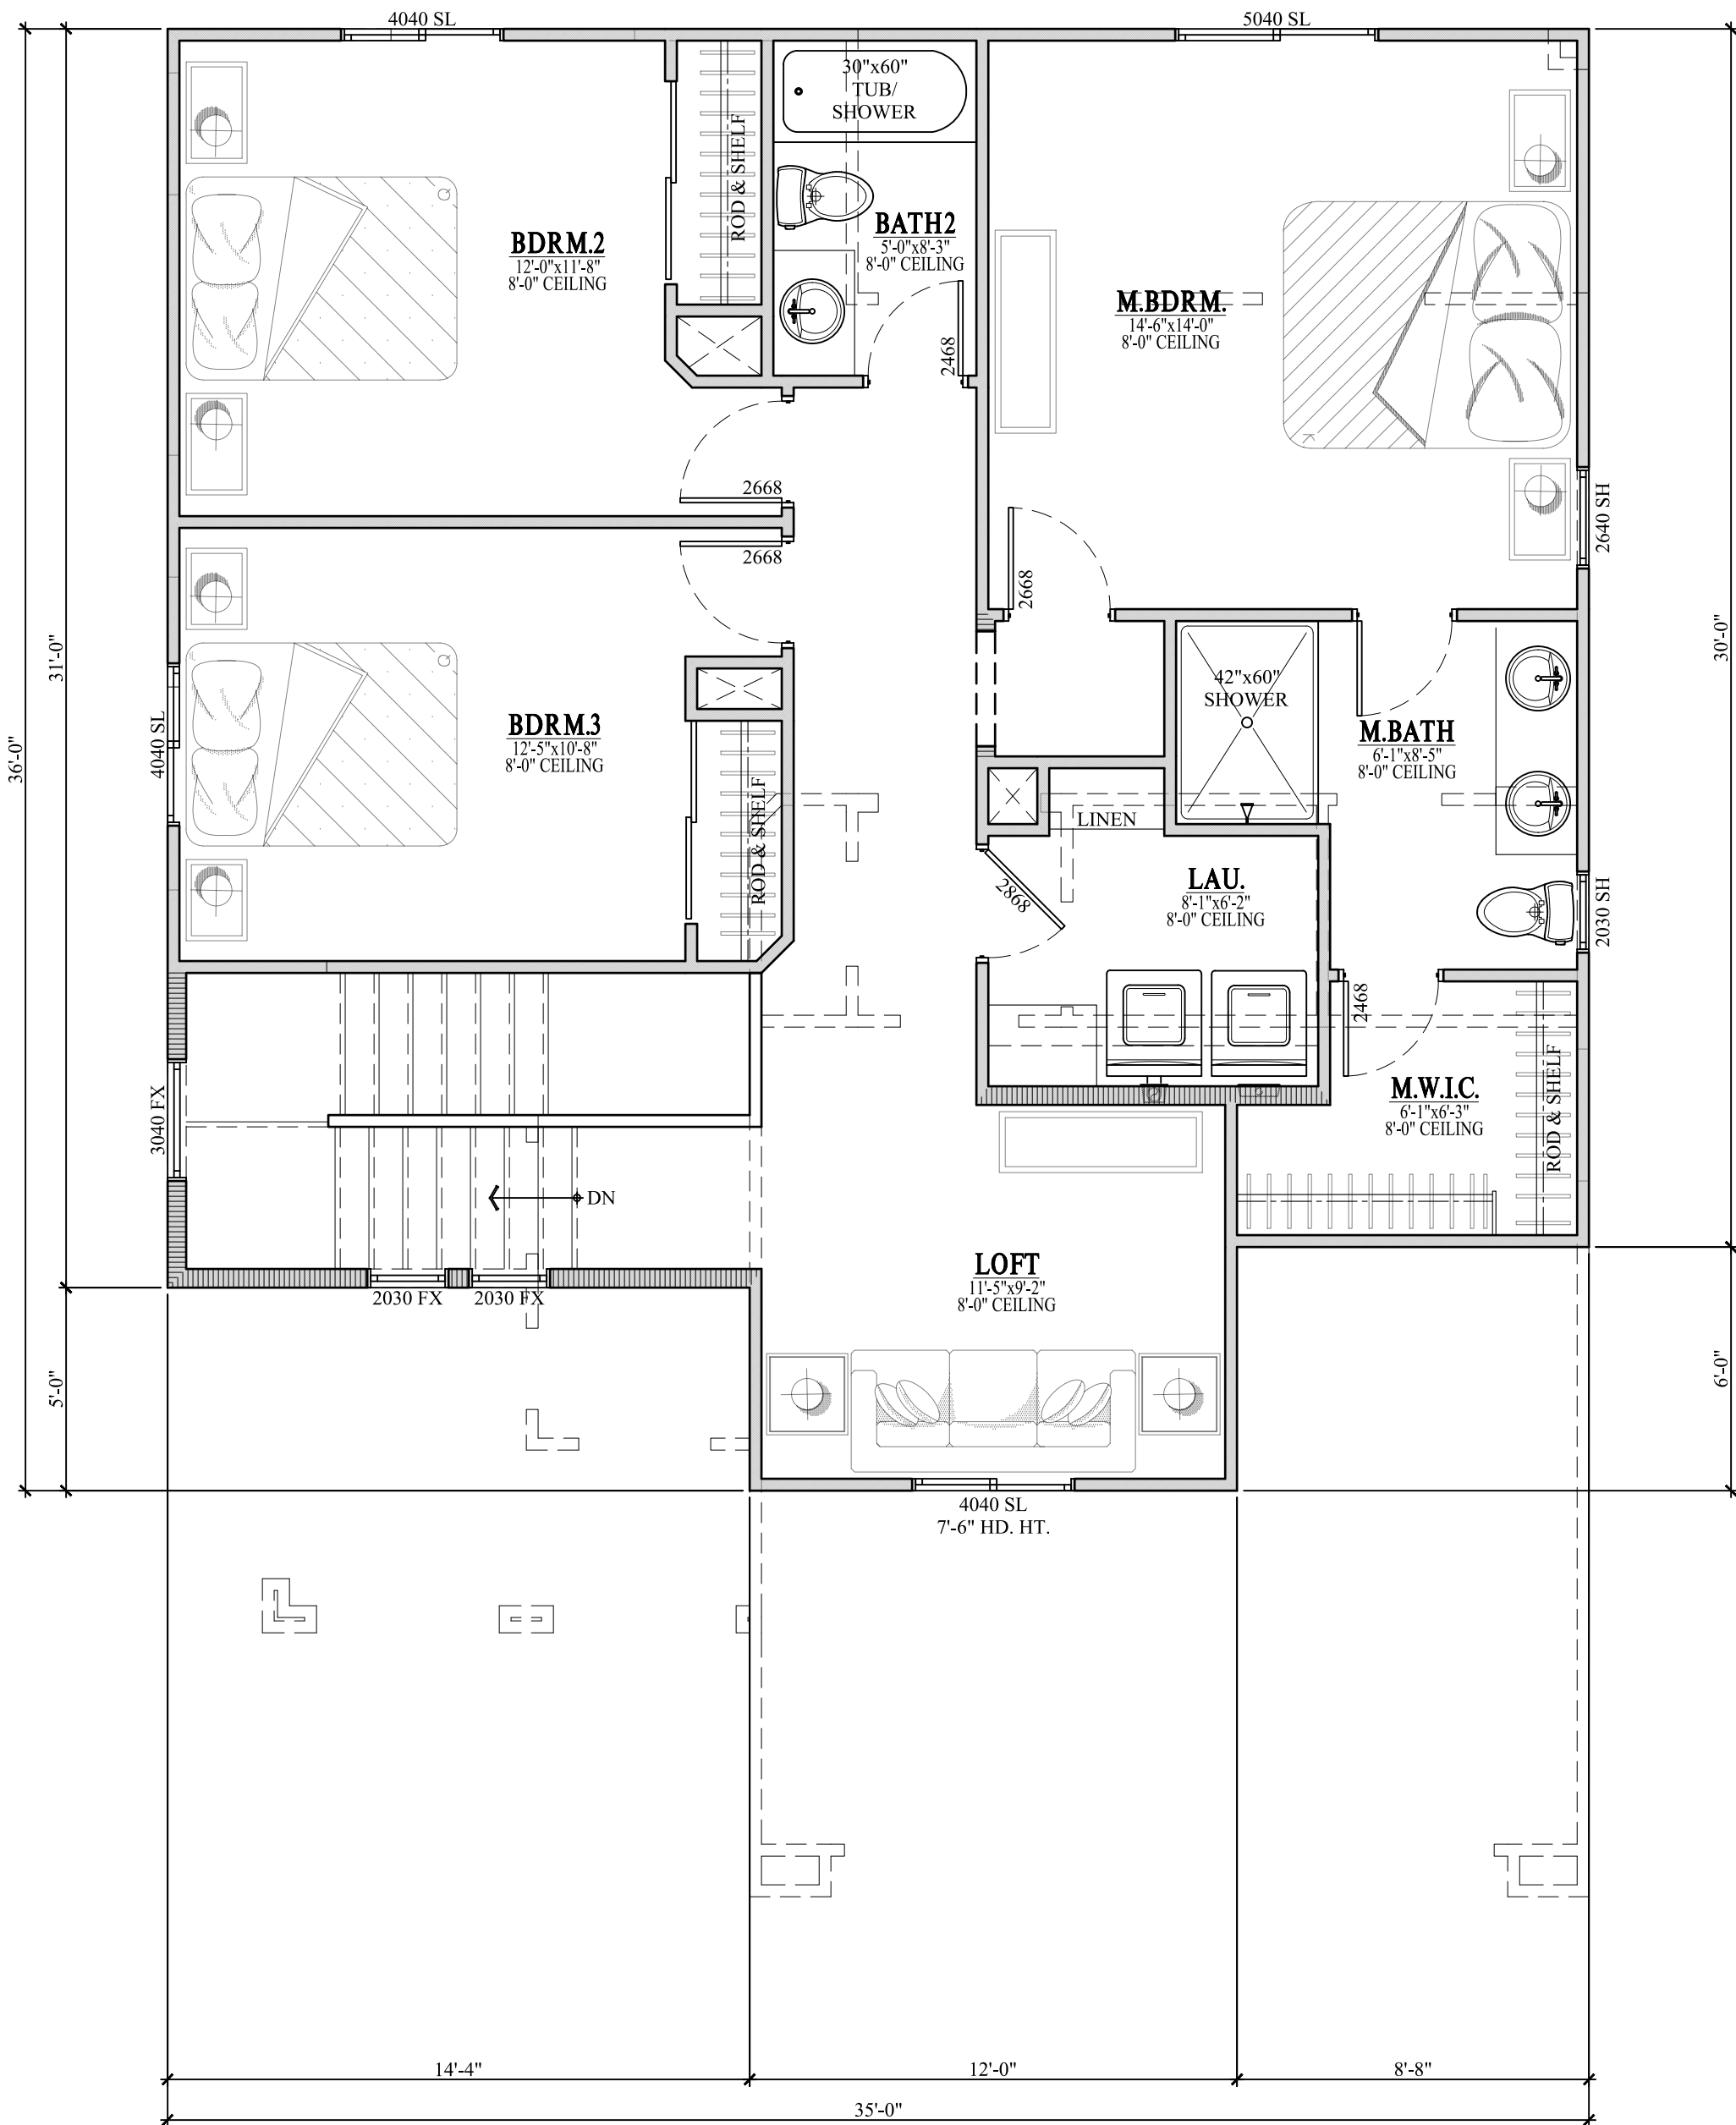 4040 SL
5040 SL
30"x60"
TUB/
SHOWER
ROD & SHELF
BDRM.2
12'-0"x11'-8"
8'-0" CEILING
BATH2
5'-0"x8'-3"
8'-0" CEILING
2468
M.BDRM.
14'-6"x14'-0"
8'-0" CEILING
K
Q
2668
2668
2668
2640 SH
31'-0"
36'-0"
30'-0"
Q
42"x60"
SHOWER
4040 SL
BDRM.3
12'-5"x10'-8"
8'-0" CEILING
M.BATH
6'-1"x8'-5"
8'-0" CEILING
ROD & SHELF
LINEN
2868
LAU.
8'-1"x6'-2"
8'-0" CEILING
2030 SH
2468
3040 FX
M.W.I.C.
6'-1"x6'-3"
8'-0" CEILING
ROD & SHELF
DN
LOFT
11'-5"x9'-2"
8'-0" CEILING
2030 FX
2030 FX
5'-0"
6'-0"
4040 SL
7'-6" HD. HT.
14'-4"
12'-0"
8'-8"
35'-0"